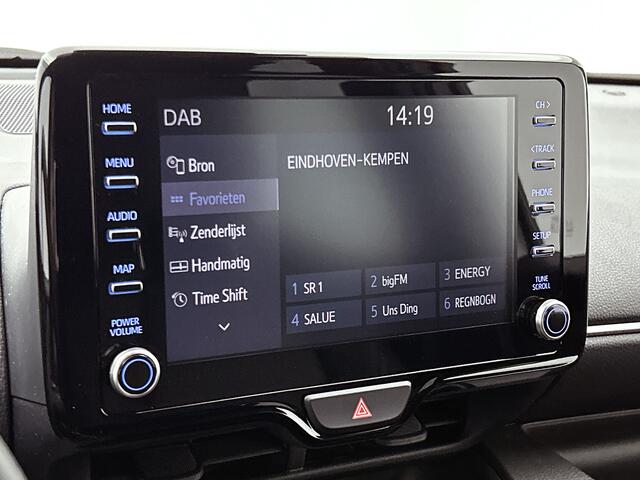 HOME
MENU
AUDIO
MAP
POWER
VOLUME
DAB 14:19
Bron
Favorieten
Zenderlijst
Handmatig
Time Shift
EINDHOVEN-KEMPEN
1 SR 1 2 bigFM 3 ENERGY
4 SALUE 5 Uns Ding 6 REGNBOGN
CH >
< TRACK
PHONE
SETUP
TUNE
SCROLL